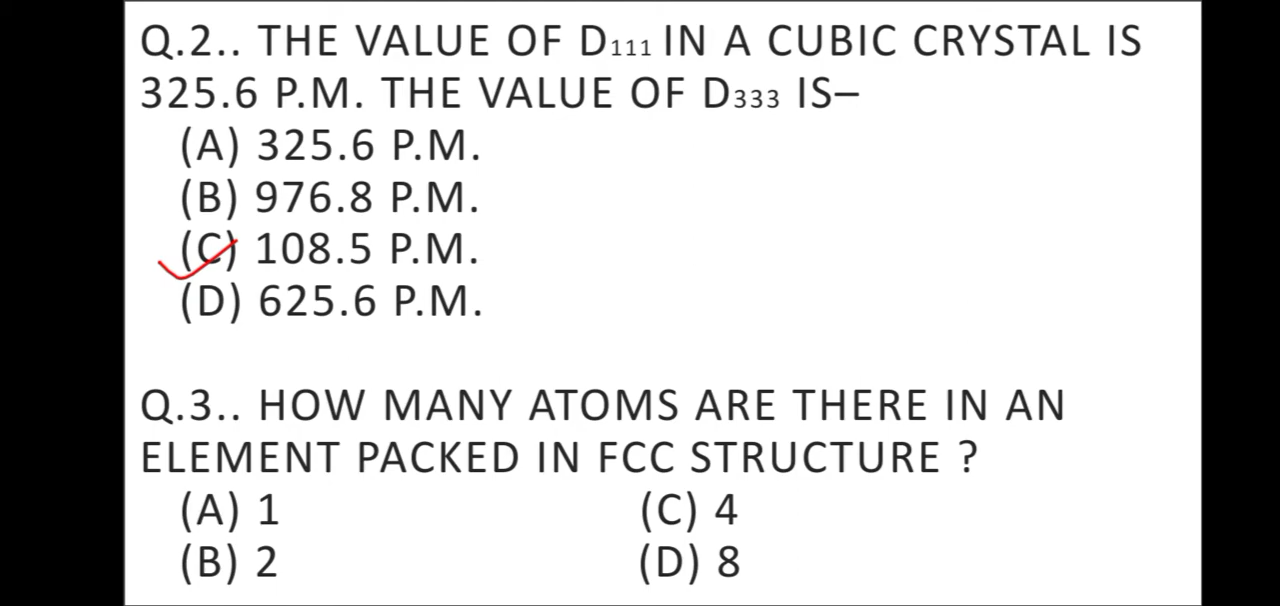 Q.2.. THE VALUE OF D₁₁₁ IN A CUBIC CRYSTAL IS
325.6 P.M. THE VALUE OF D₃₃₃ IS–
(A) 325.6 P.M.
(B) 976.8 P.M.
(C) 108.5 P.M.
(D) 625.6 P.M.
Q.3.. HOW MANY ATOMS ARE THERE IN AN
ELEMENT PACKED IN FCC STRUCTURE ?
(A) 1 (C) 4
(B) 2 (D) 8